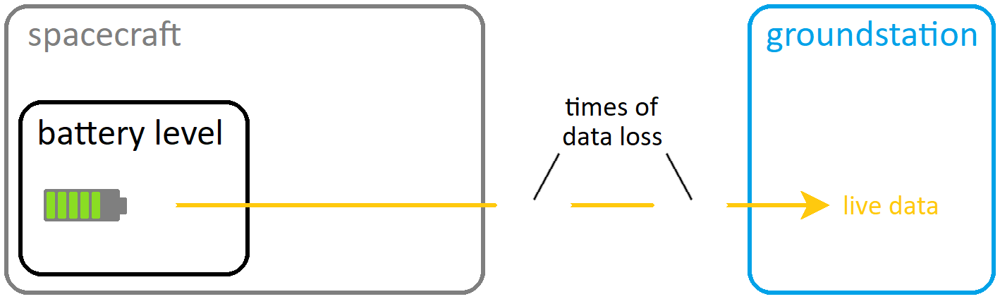 spacecraft
groundstation
battery level
times of
data loss
live data